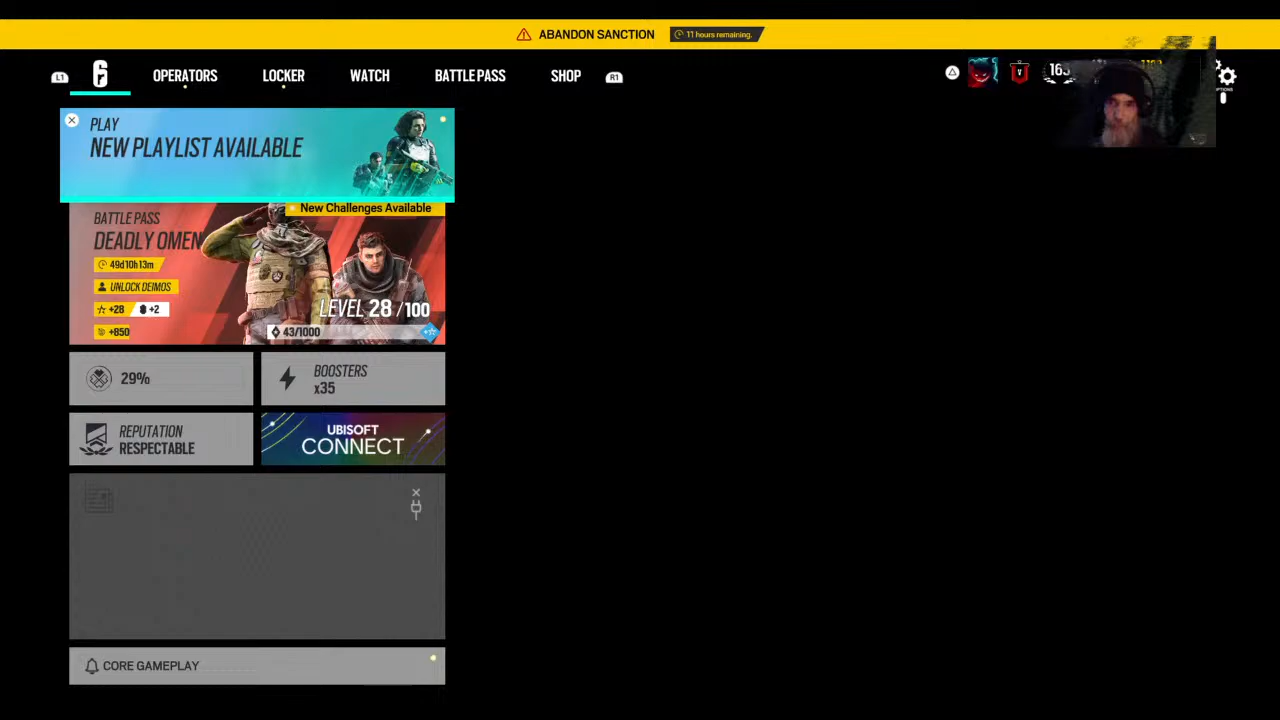 ABANDON SANCTION
11 hours remaining.
L1
OPERATORS
LOCKER
WATCH
BATTLE PASS
SHOP
R1
V
PLAY
NEW PLAYLIST AVAILABLE
New Challenges Available
BATTLE PASS
DEADLY OMEN
49d10h13m
UNLOCK DEIMOS
+28
+2
LEVEL 28 /100
+850
43/1000
29%
BOOSTERS
x35
REPUTATION
RESPECTABLE
UBISOFT
CONNECT
CORE GAMEPLAY